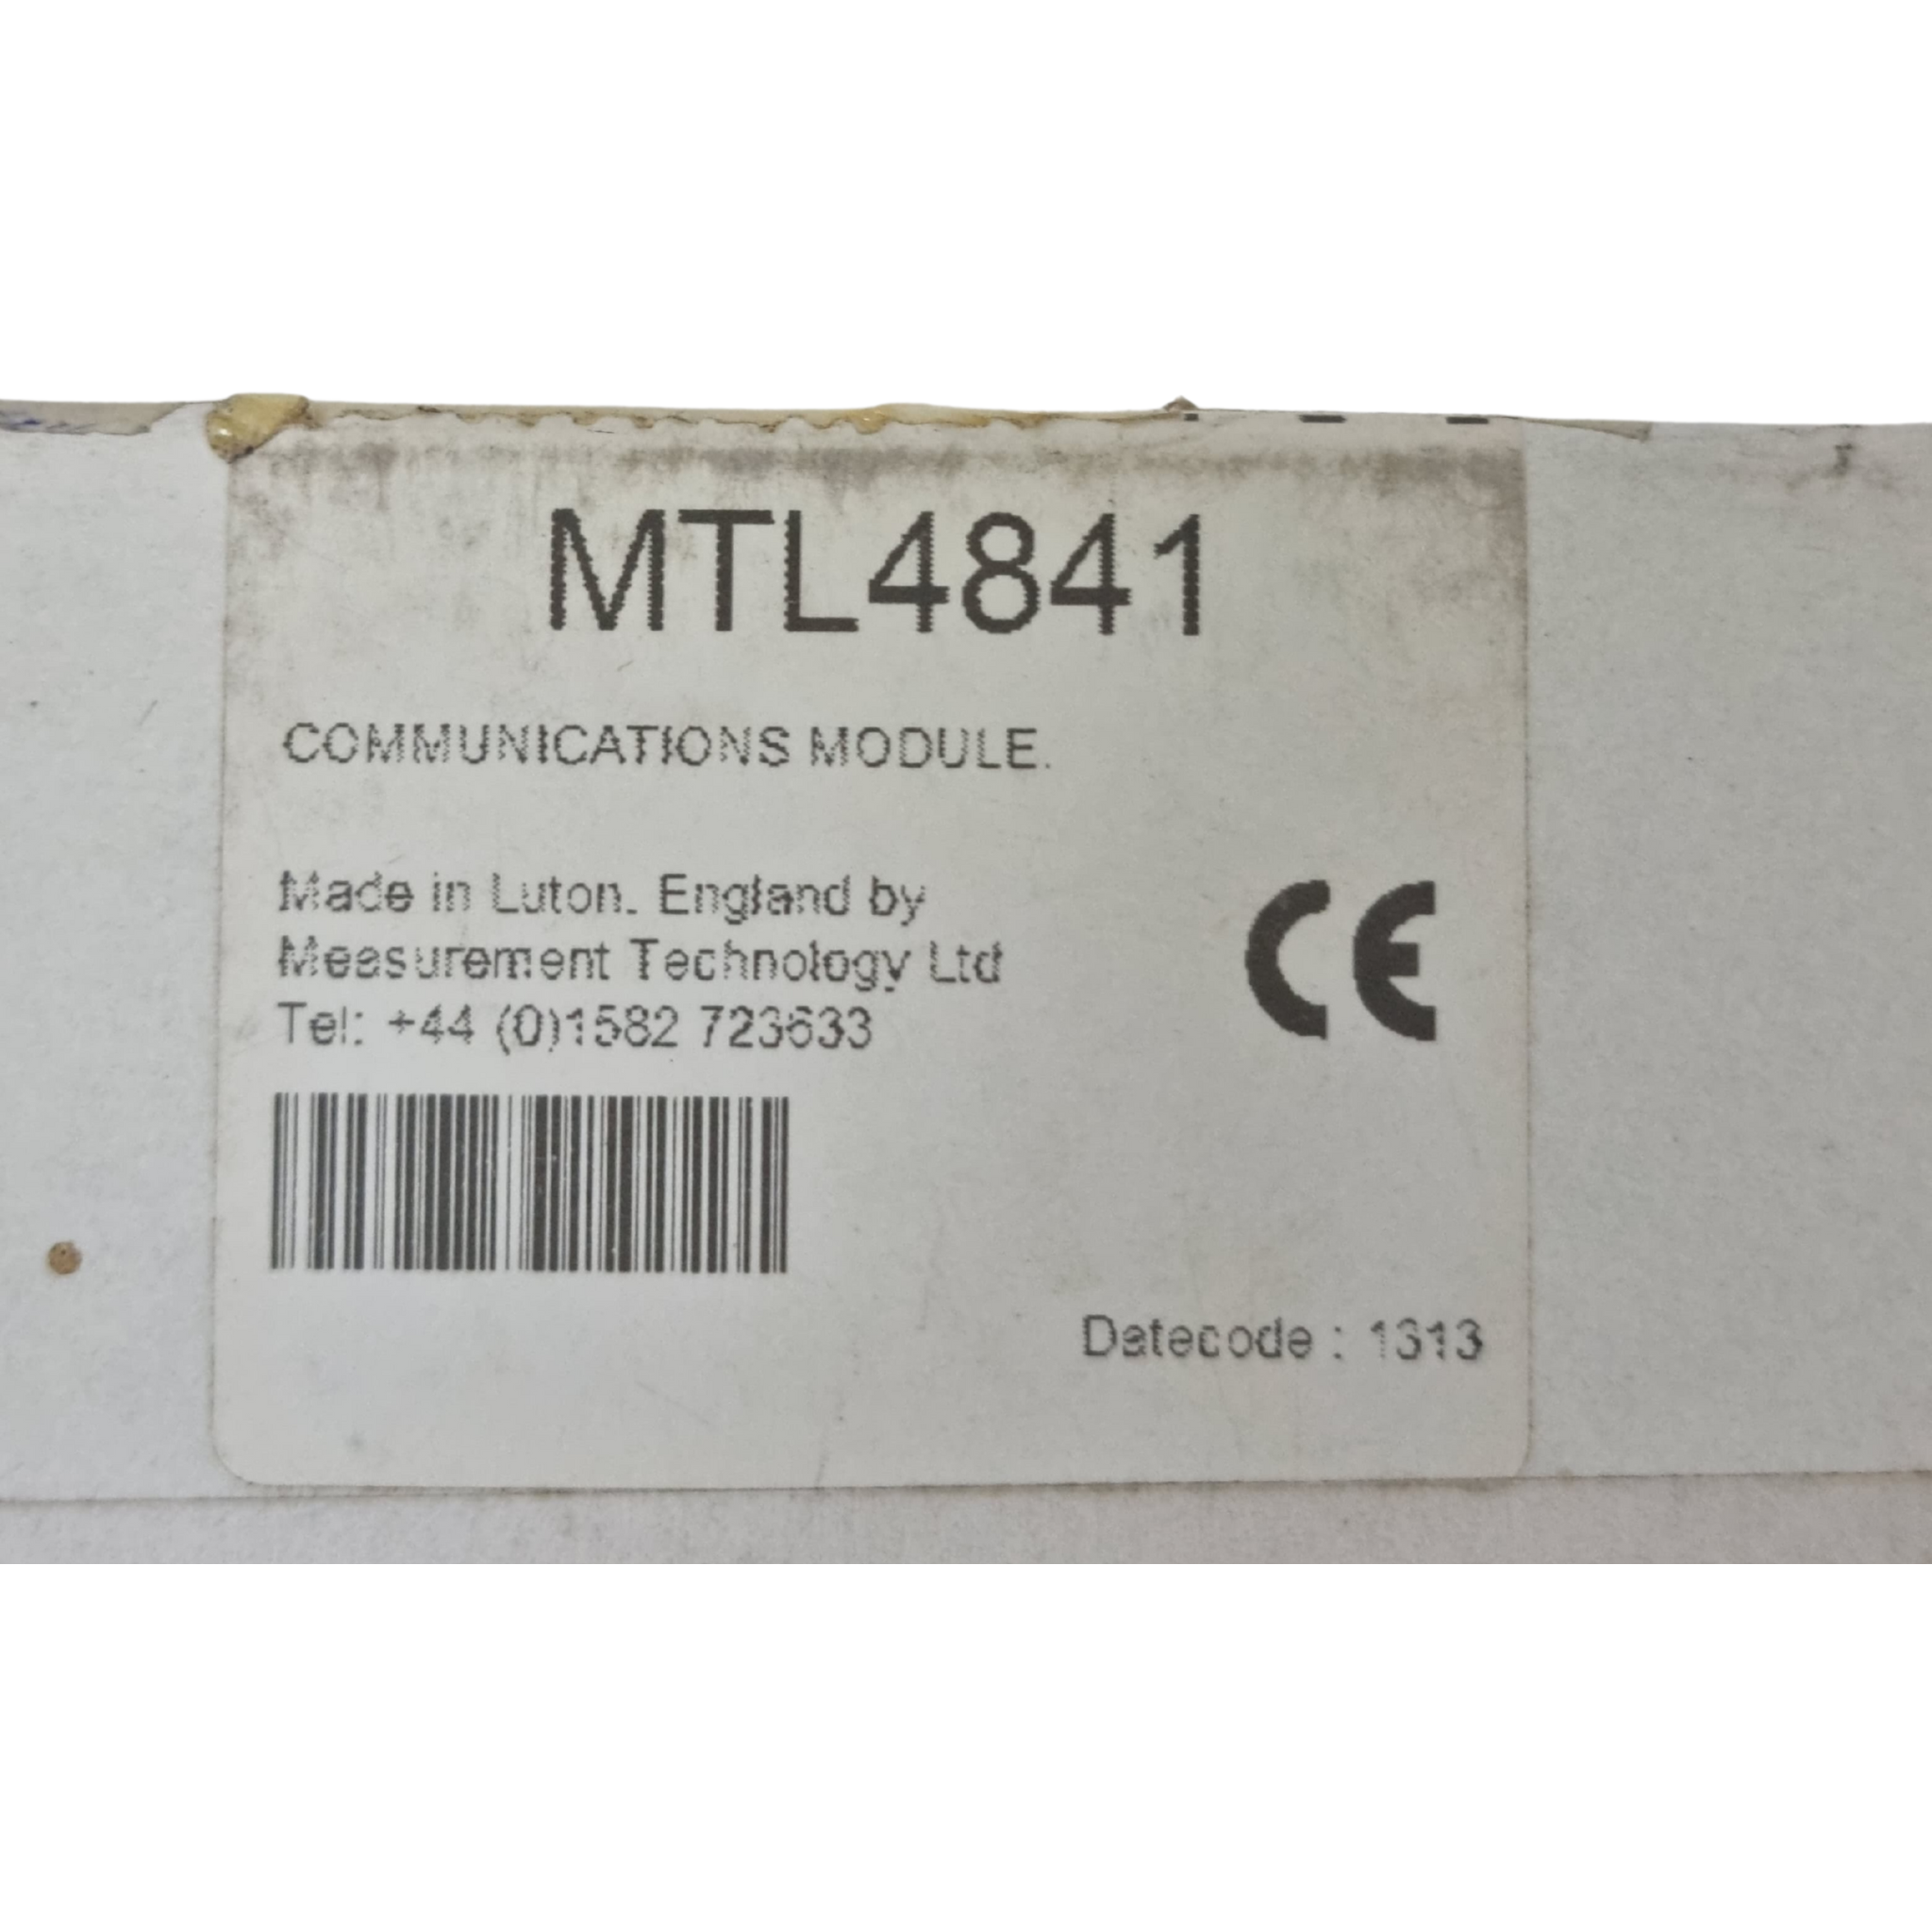 MTL4841
COMMUNICATIONS MODULE.
Made in Luton. England by
Measurement Technology Ltd
Tel: +44 (0)1582 723633
CE
Datecode : 1313